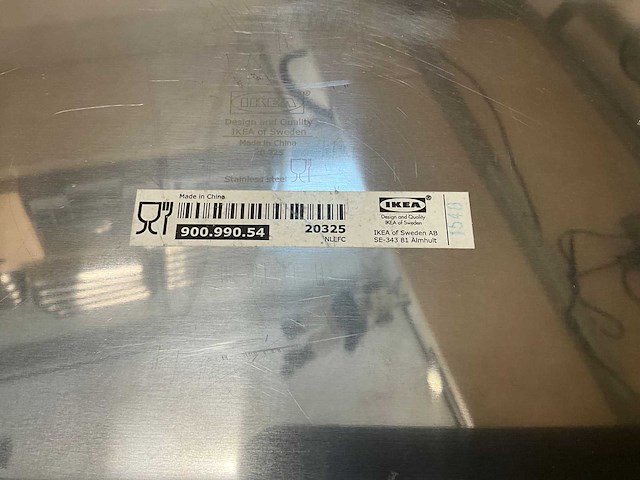 IKEA
Design and Quality
IKEA of Sweden
Made in China
Stainless steel
Made in China
900.990.54
20325
NLEFC
IKEA
Design and Quality
IKEA of Sweden
IKEA of Sweden AB
SE-343 81 Älmhult
1548